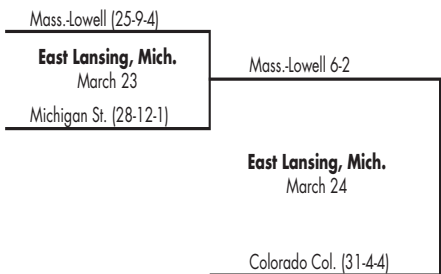 Mass.-Lowell (25-9-4)
East Lansing, Mich.
March 23
Michigan St. (28-12-1)
Mass.-Lowell 6-2
East Lansing, Mich.
March 24
Colorado Col. (31-4-4)